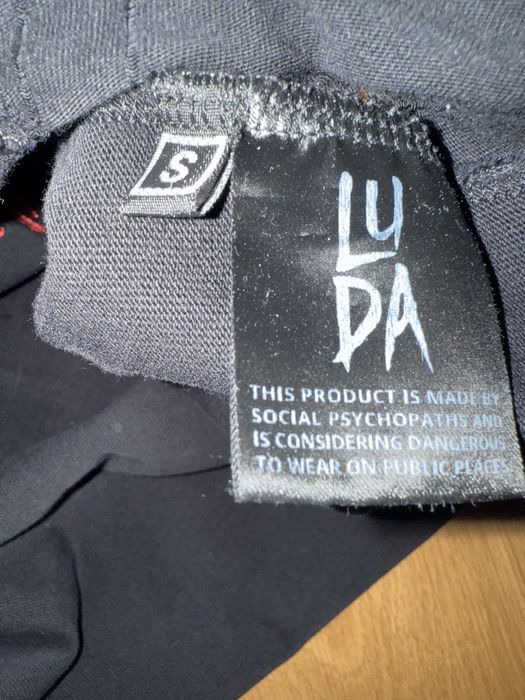 S
LU
DA
THIS PRODUCT IS MADE BY
SOCIAL PSYCHOPATHS AND
IS CONSIDERING DANGEROUS
TO WEAR ON PUBLIC PLACES